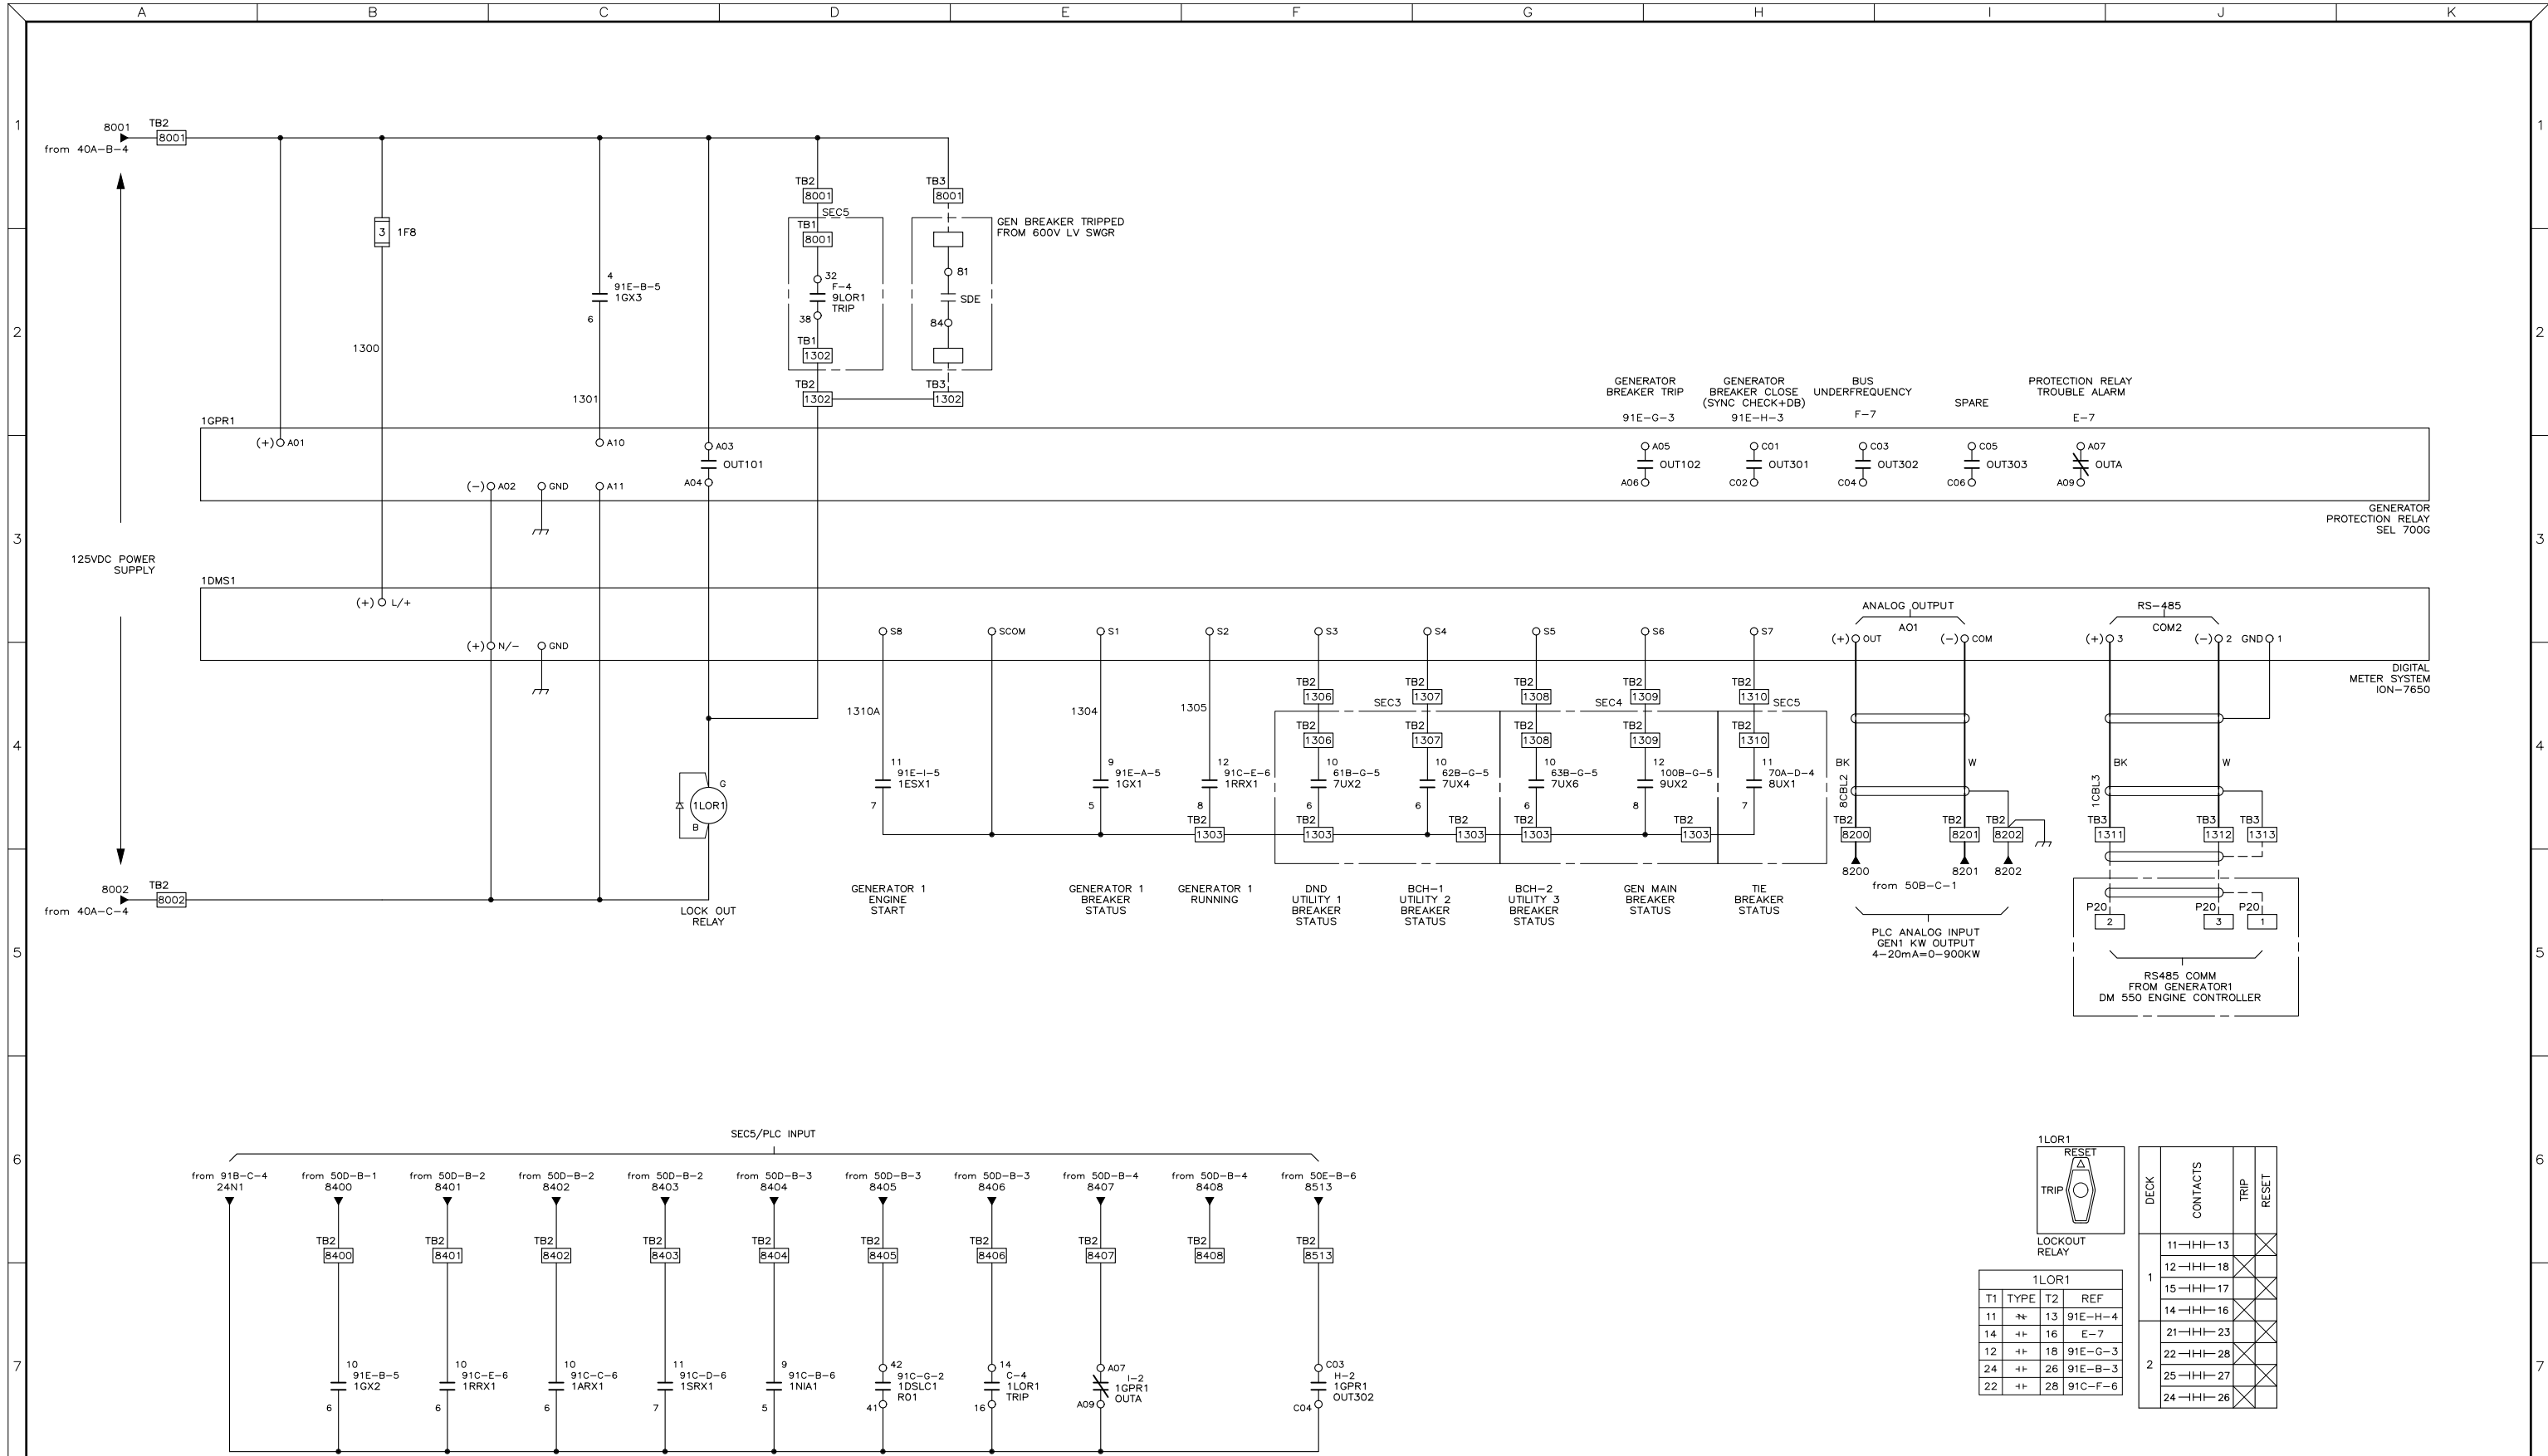 A B C D E F G H I J K
1 1
2 2
3 3
4 4
5 5
6 6
7 7
8001
from 40A-B-4
TB2
8001
125VDC POWER
SUPPLY
8002
from 40A-C-4
TB2
8002
3 1F8
1300
4
91E-B-5
1GX3
6
1301
TB2
8001
SEC5
TB1
8001
32
F-4
9LOR1
TRIP
38
TB1
1302
TB2
1302
TB3
8001
GEN BREAKER TRIPPED
FROM 600V LV SWGR
81
SDE
84
TB3
1302
1GPR1
(+) A01
(-) A02
GND
A10
A11
A03
OUT101
A04
GENERATOR
BREAKER TRIP
91E-G-3
A05
OUT102
A06
GENERATOR
BREAKER CLOSE
(SYNC CHECK+DB)
91E-H-3
C01
OUT301
C02
BUS
UNDERFREQUENCY
F-7
C03
OUT302
C04
SPARE
C05
OUT303
C06
PROTECTION RELAY
TROUBLE ALARM
E-7
A07
OUTA
A09
GENERATOR
PROTECTION RELAY
SEL 700G
1DMS1
(+) L/+
(+) N/-
GND
S8
SCOM
S1
S2
S3
S4
S5
S6
S7
ANALOG OUTPUT
AO1
(+) OUT
(-) COM
RS-485
COM2
(+) 3
(-) 2
GND 1
DIGITAL
METER SYSTEM
ION-7650
G
1LOR1
B
LOCK OUT
RELAY
1310A
11
91E-I-5
1ESX1
7
GENERATOR 1
ENGINE
START
1304
9
91E-A-5
1GX1
5
GENERATOR 1
BREAKER
STATUS
1305
12
91C-E-6
1RRX1
8
TB2
1303
GENERATOR 1
RUNNING
TB2
1306
TB2
1306
10
61B-G-5
7UX2
6
TB2
1303
DND
UTILITY 1
BREAKER
STATUS
SEC3
TB2
1307
TB2
1307
10
62B-G-5
7UX4
6
TB2
1303
BCH-1
UTILITY 2
BREAKER
STATUS
TB2
1308
TB2
1308
10
63B-G-5
7UX6
6
TB2
1303
BCH-2
UTILITY 3
BREAKER
STATUS
SEC4
TB2
1309
TB2
1309
12
100B-G-5
9UX2
8
TB2
1303
GEN MAIN
BREAKER
STATUS
TB2
1310
SEC5
TB2
1310
11
70A-D-4
8UX1
7
TIE
BREAKER
STATUS
BK
W
8CBL2
TB2
8200
TB2
8201
TB2
8202
8200
8201
8202
from 50B-C-1
PLC ANALOG INPUT
GEN1 KW OUTPUT
4-20mA=0-900KW
BK
W
1CBL3
TB3
1311
TB3
1312
TB3
1313
P20
2
P20
3
P20
1
RS485 COMM
FROM GENERATOR1
DM 550 ENGINE CONTROLLER
SEC5/PLC INPUT
from 91B-C-4
24N1
from 50D-B-1
8400
TB2
8400
10
91E-B-5
1GX2
6
from 50D-B-2
8401
TB2
8401
10
91C-E-6
1RRX1
6
from 50D-B-2
8402
TB2
8402
10
91C-C-6
1ARX1
6
from 50D-B-2
8403
TB2
8403
11
91C-D-6
1SRX1
7
from 50D-B-3
8404
TB2
8404
9
91C-B-6
1NIA1
5
from 50D-B-3
8405
TB2
8405
42
91C-G-2
1DSLC1
R01
41
from 50D-B-3
8406
TB2
8406
14
C-4
1LOR1
TRIP
16
from 50D-B-4
8407
TB2
8407
A07
I-2
1GPR1
OUTA
A09
from 50D-B-4
8408
TB2
8408
from 50E-B-6
8513
TB2
8513
C03
H-2
1GPR1
OUT302
C04
1LOR1
RESET
TRIP
LOCKOUT
RELAY
1LOR1
T1 TYPE T2 REF
11 13 91E-H-4
14 16 E-7
12 18 91E-G-3
24 26 91E-B-3
22 28 91C-F-6
DECK CONTACTS TRIP RESET
1
11 13
12 18
15 17
14 16
2
21 23
22 28
25 27
24 26